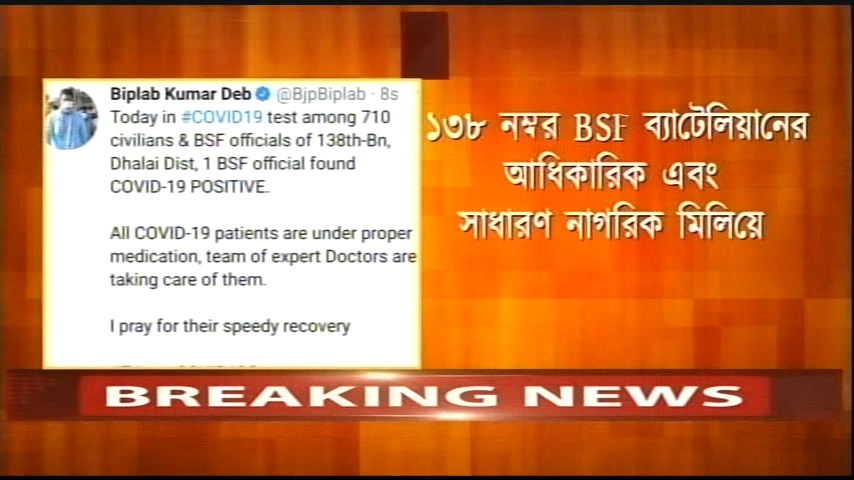 Biplab Kumar Deb @BjpBiplab · 8s
Today in #COVID19 test among 710
civilians & BSF officials of 138th-Bn,
Dhalai Dist, 1 BSF official found
COVID-19 POSITIVE.
All COVID-19 patients are under proper
medication, team of expert Doctors are
taking care of them.
I pray for their speedy recovery
১৩৮ নম্বর BSF ব্যাটেলিয়ানের
আধিকারিক এবং
সাধারণ নাগরিক মিলিয়ে
BREAKING NEWS